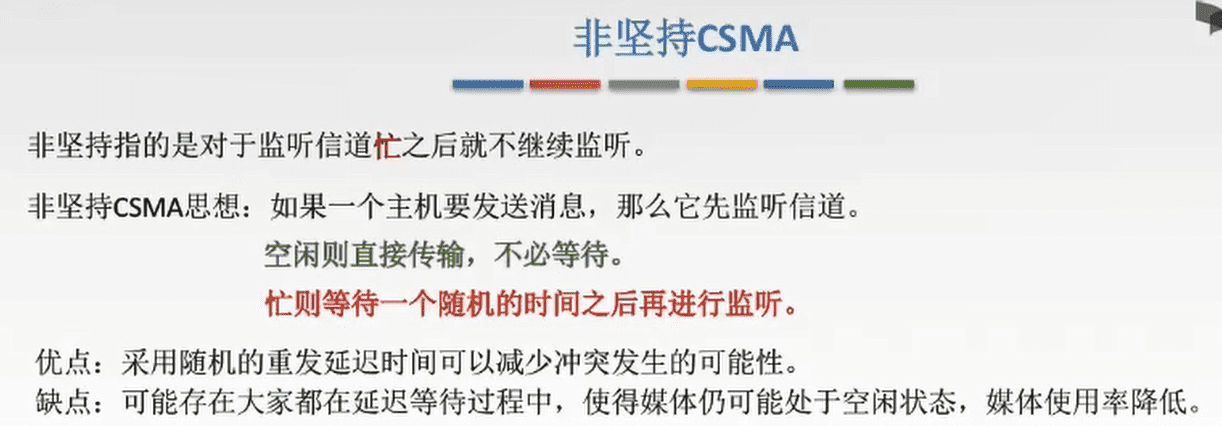 非坚持CSMA
非坚持指的是对于监听信道忙之后就不继续监听。
非坚持CSMA思想：如果一个主机要发送消息，那么它先监听信道。
空闲则直接传输，不必等待。
忙则等待一个随机的时间之后再进行监听。
优点：采用随机的重发延迟时间可以减少冲突发生的可能性。
缺点：可能存在大家都在延迟等待过程中，使得媒体仍可能处于空闲状态，媒体使用率降低。